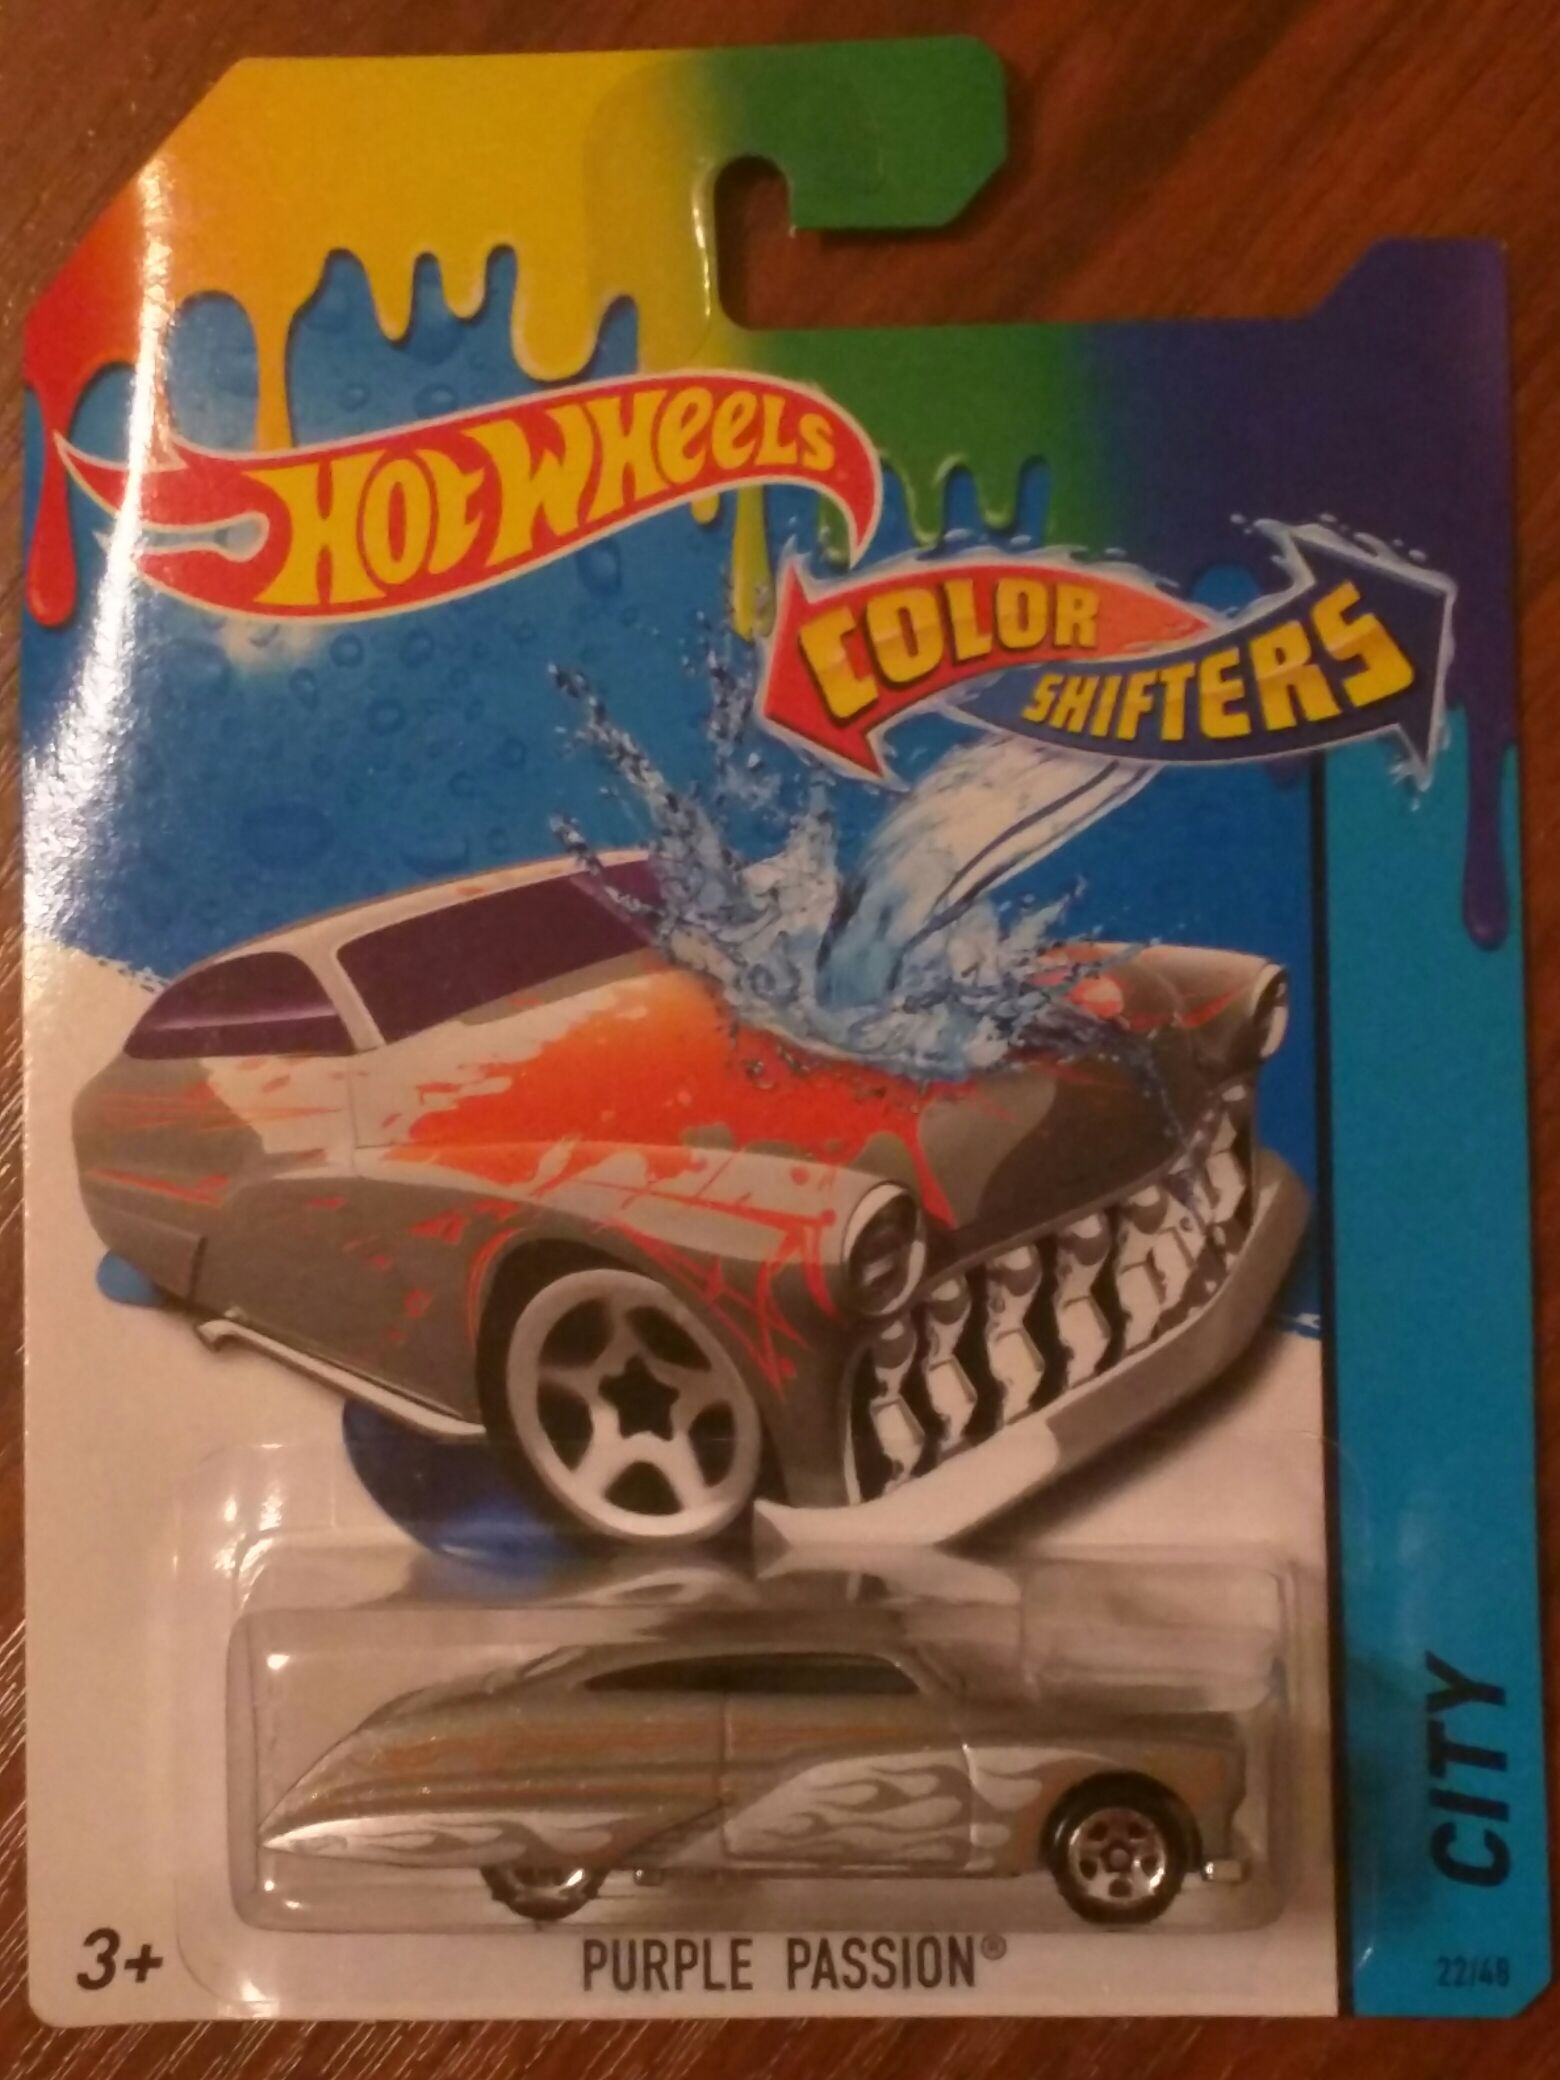 HOT WHEELS
COLOR
SHIFTERS
CITY
3+
PURPLE PASSION®
22/48